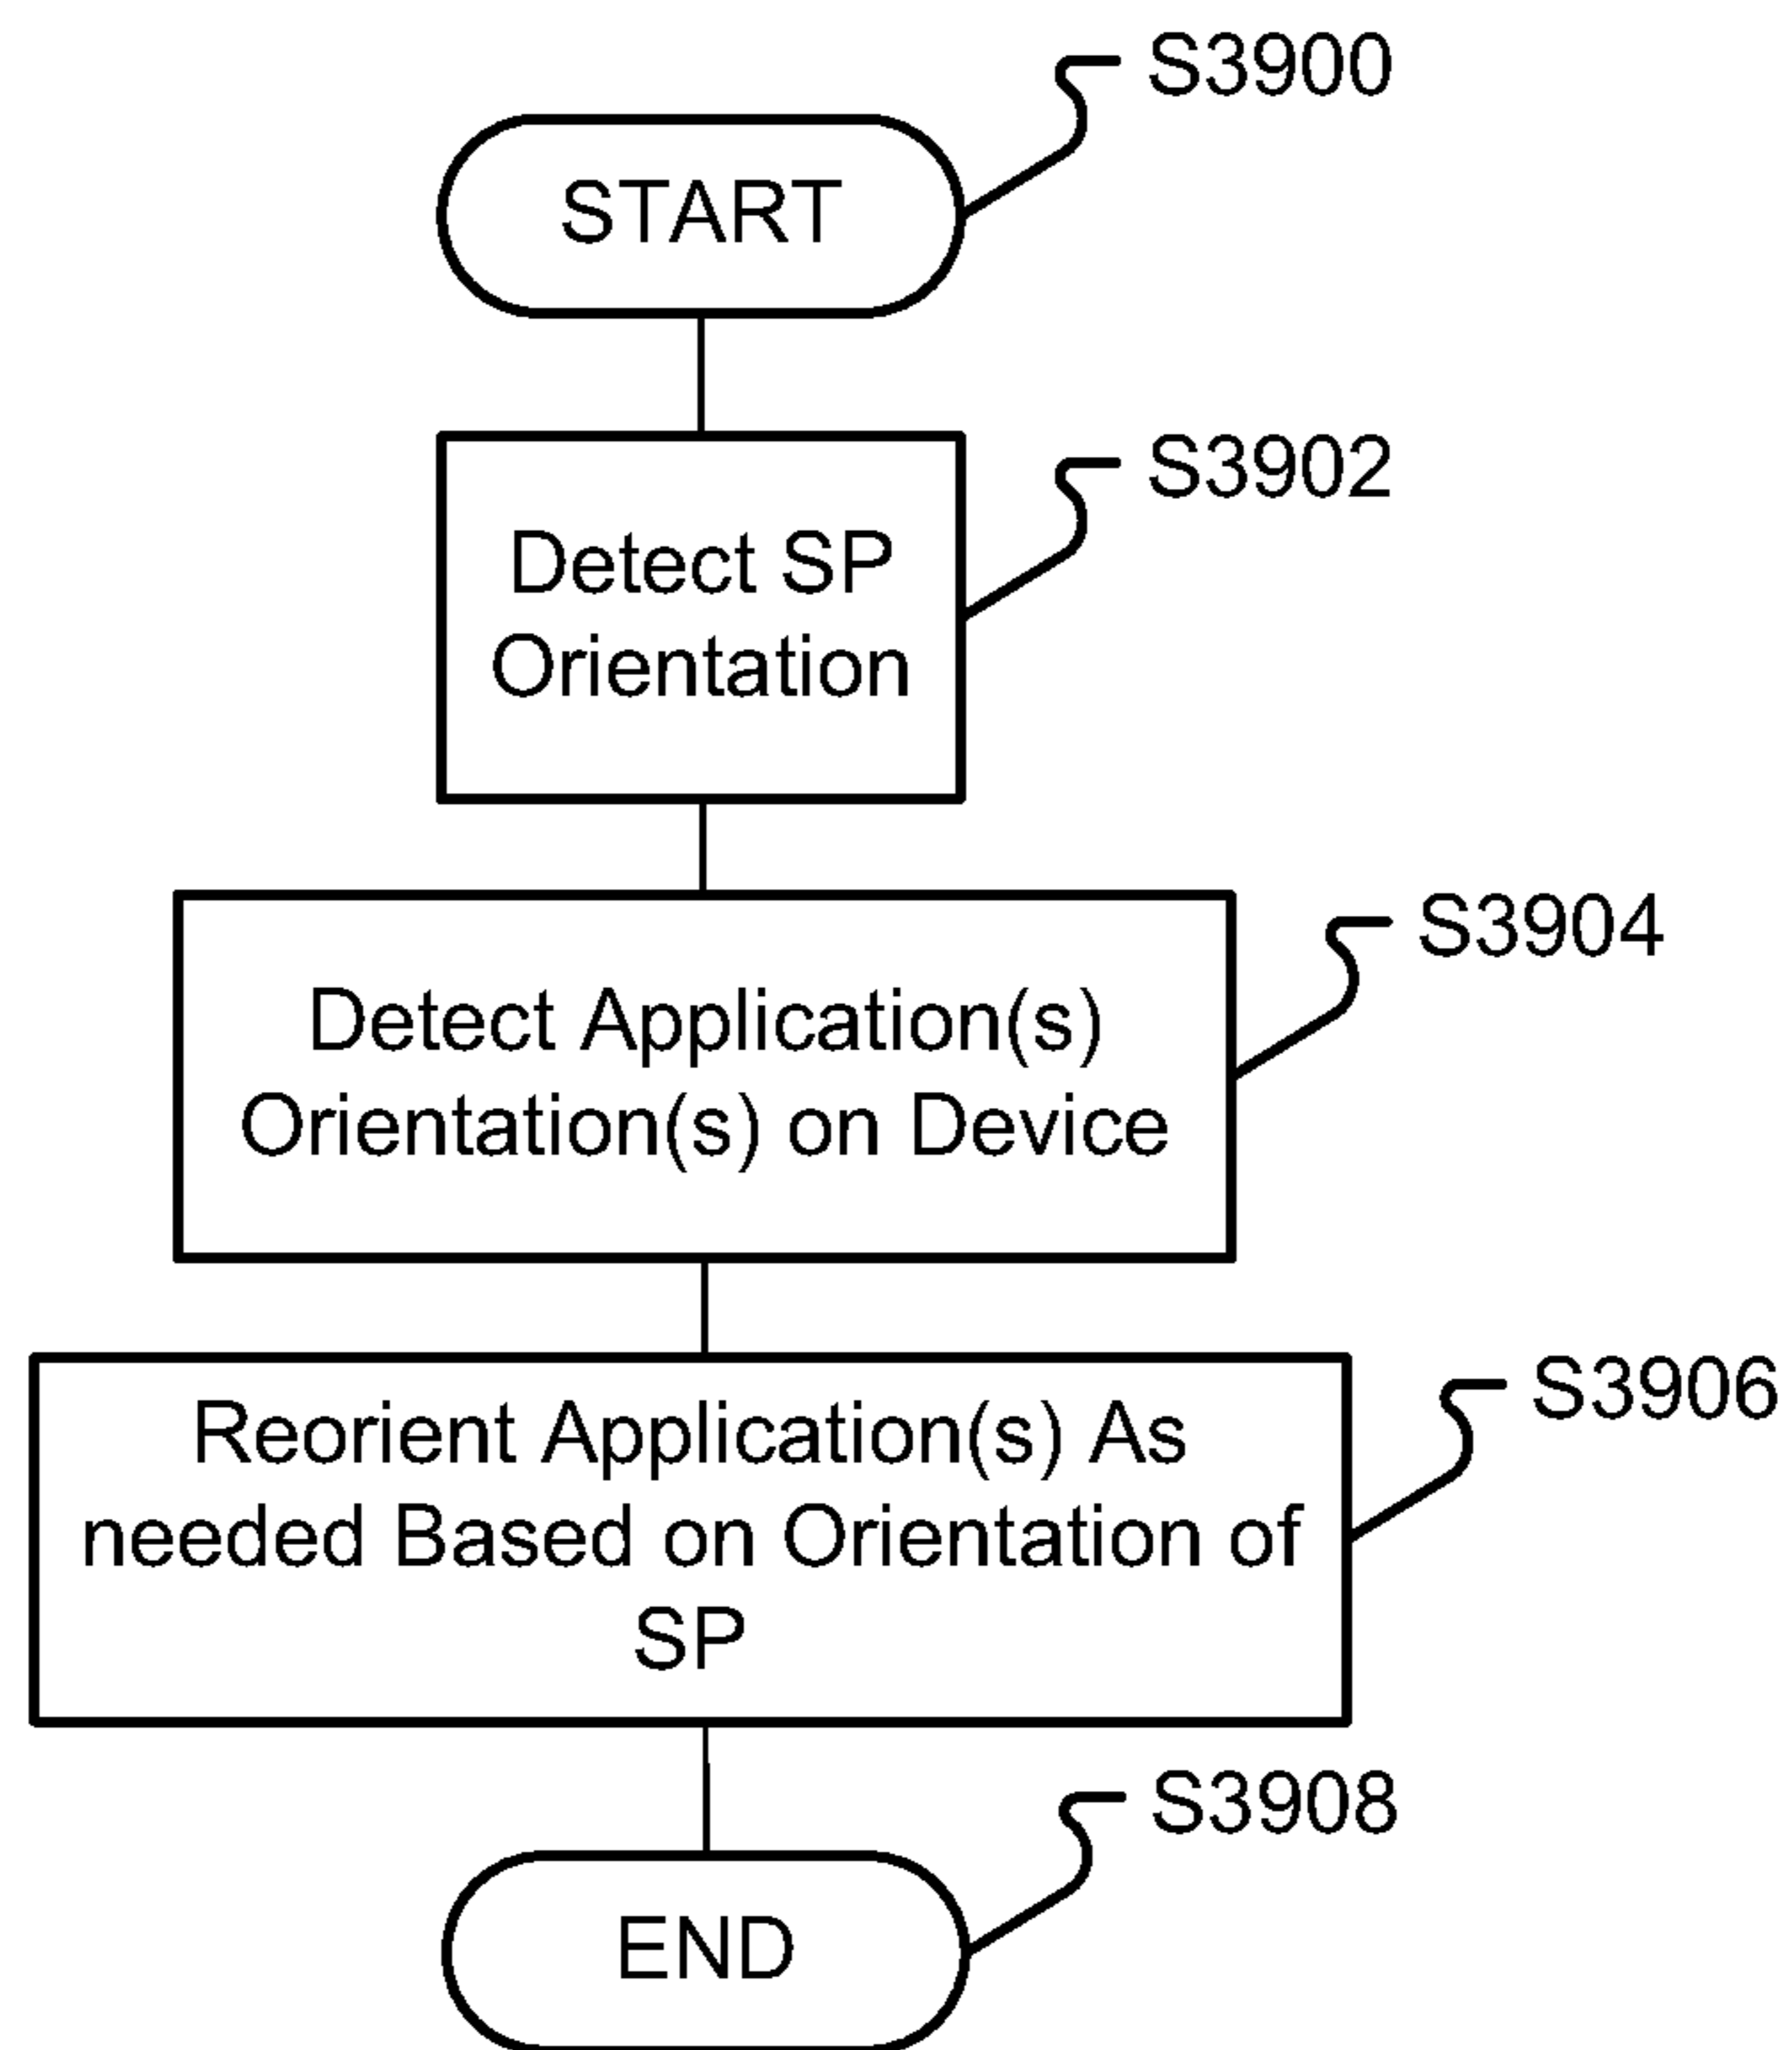 S3900
START
S3902
Detect SP
Orientation
S3904
Detect Application(s)
Orientation(s) on Device
S3906
Reorient Application(s) As
needed Based on Orientation of
SP
S3908
END